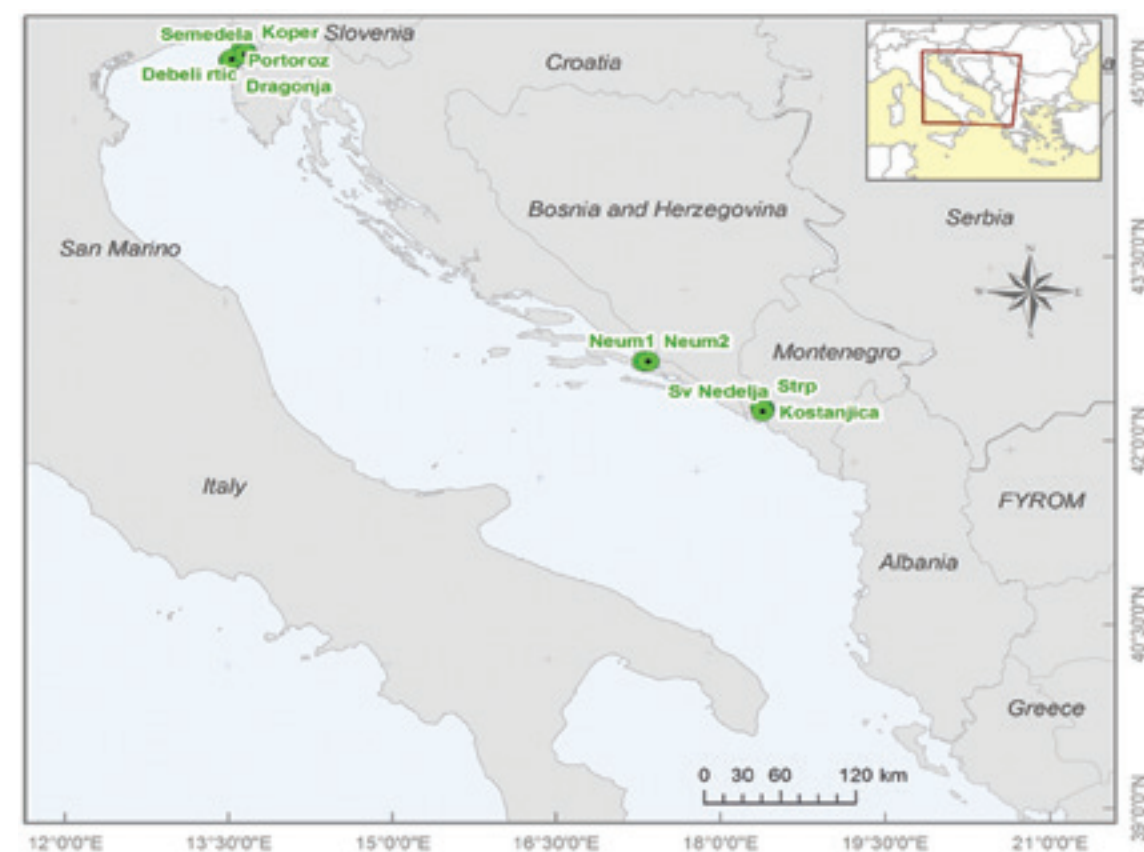 Semedela Koper Slovenia
Debeli rtic Portoroz
Dragonja
Croatia
Bosnia and Herzegovina
Serbia
San Marino
N
Neum1 Neum2
Montenegro
Sv Nedelja Strp
Kostanjica
Italy
FYROM
Albania
Greece
0 30 60 120 km
12°0'0"E 13°30'0"E 15°0'0"E 16°30'0"E 18°0'0"E 19°30'0"E 21°0'0"E
45°0'0"N
43°30'0"N
42°0'0"N
40°30'0"N
39°0'0"N